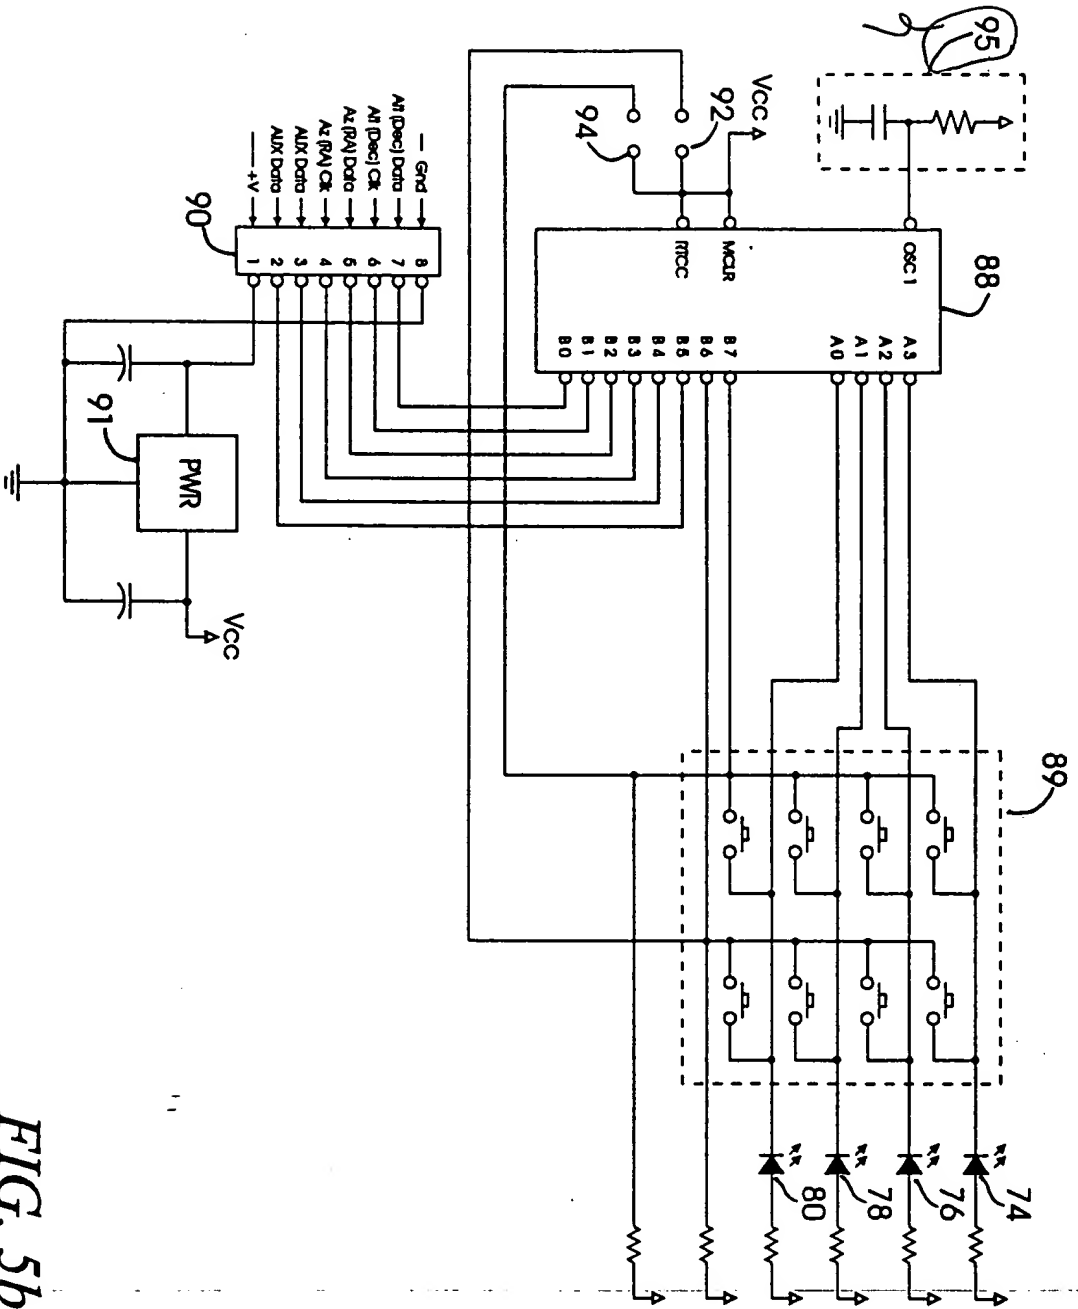 95
VCC
92
94
88
OSC 1
MCLR
RTCC
A3
A2
A1
A0
B7
B6
B5
B4
B3
B2
B1
B0
— Gnd
Alt (Dec) Data
Alt (Dec) Clk
Az (RA) Data
Az (RA) Clk
AUX Data
AUX Data
+V
8
7
6
5
4
3
2
1
90
91
PWR
VCC
89
74
76
78
80
FIG. 5b